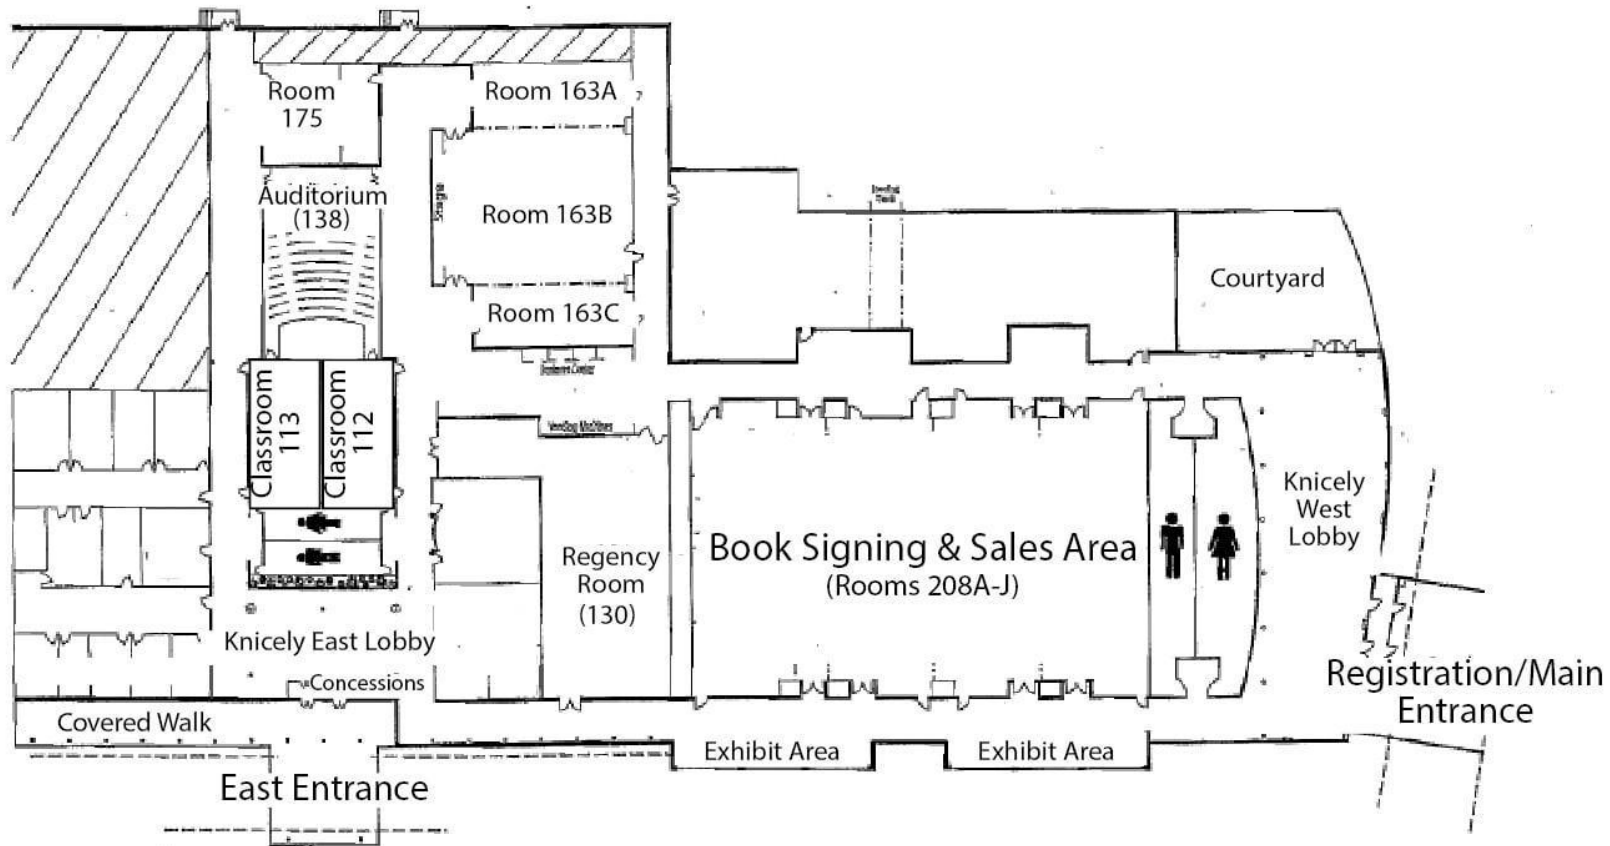 Room
175
Room 163A
Auditorium
(138)
Room 163B
Courtyard
Room 163C
Classroom
113
Classroom
112
Vending Machines
Knicely
West
Lobby
Regency
Room
(130)
Book Signing & Sales Area
(Rooms 208A-J)
Knicely East Lobby
Concessions
Registration/Main
Entrance
Covered Walk
Exhibit Area
Exhibit Area
East Entrance